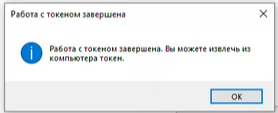 Работа с токеном завершена
Работа с токеном завершена. Вы можете извлечь из
компьютера токен.
OK